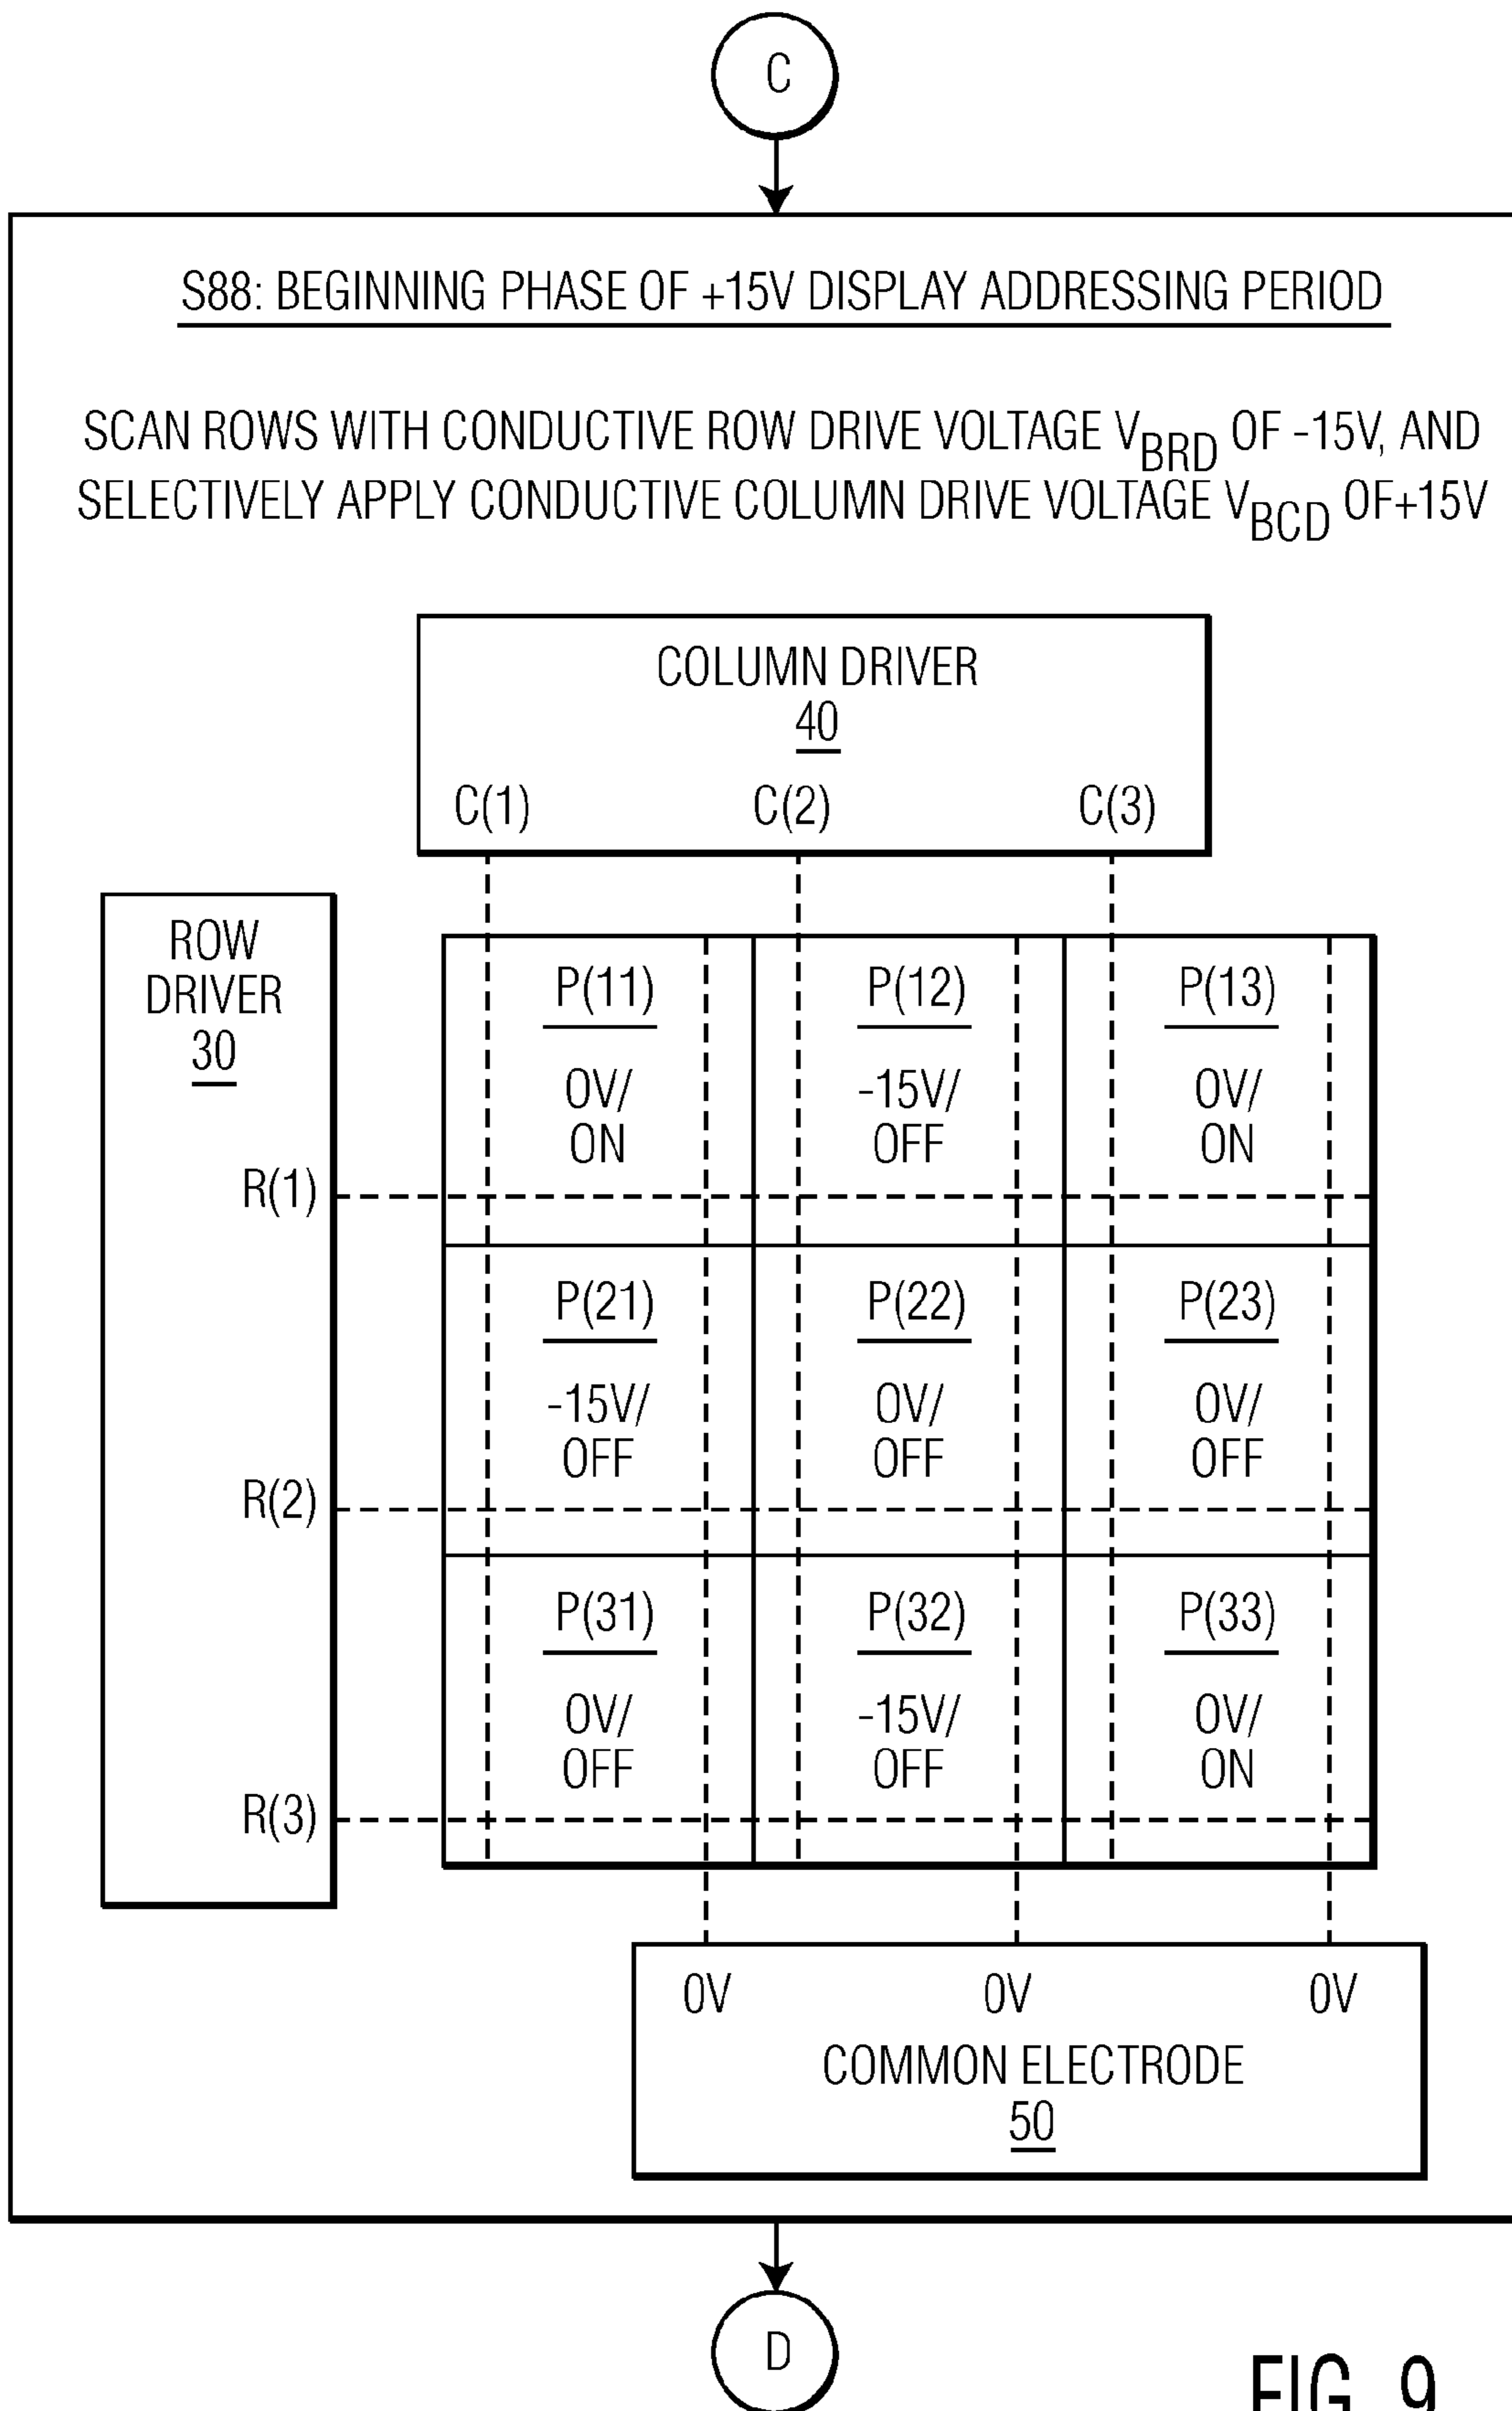 C
S88: BEGINNING PHASE OF +15V DISPLAY ADDRESSING PERIOD
SCAN ROWS WITH CONDUCTIVE ROW DRIVE VOLTAGE VBRD OF -15V, AND
SELECTIVELY APPLY CONDUCTIVE COLUMN DRIVE VOLTAGE VBCD OF+15V
COLUMN DRIVER
40
C(1) C(2) C(3)
ROW
DRIVER
30
P(11) P(12) P(13)
0V/ -15V/ 0V/
ON OFF ON
R(1)
P(21) P(22) P(23)
-15V/ 0V/ 0V/
OFF OFF OFF
R(2)
P(31) P(32) P(33)
0V/ -15V/ 0V/
OFF OFF ON
R(3)
0V 0V 0V
COMMON ELECTRODE
50
D
FIG. 9